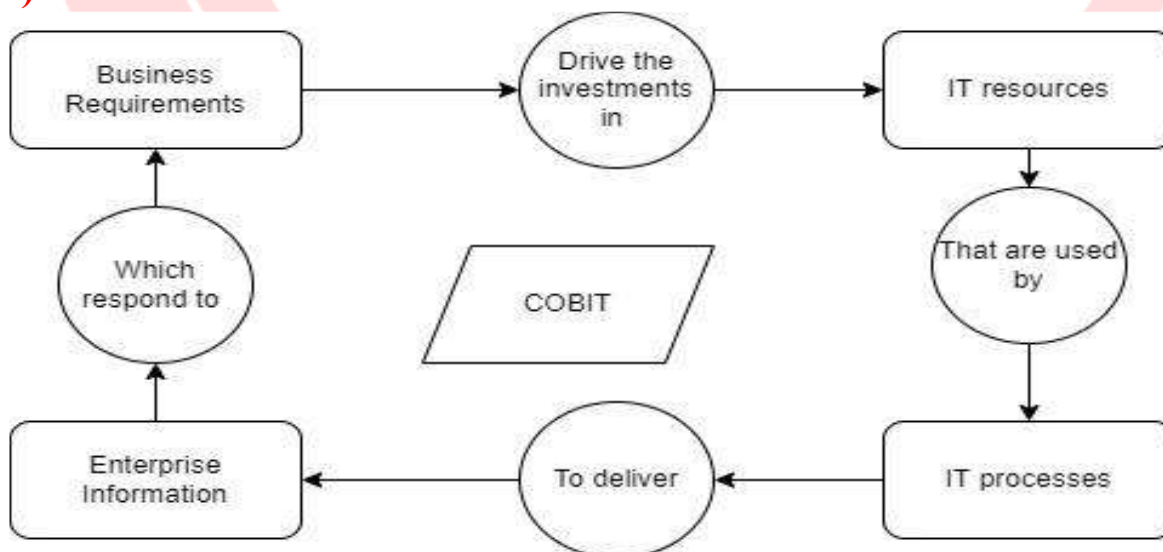 Business
Requirements
Drive the
investments
in
IT resources
Which
respond to
COBIT
That are used
by
Enterprise
Information
To deliver
IT processes